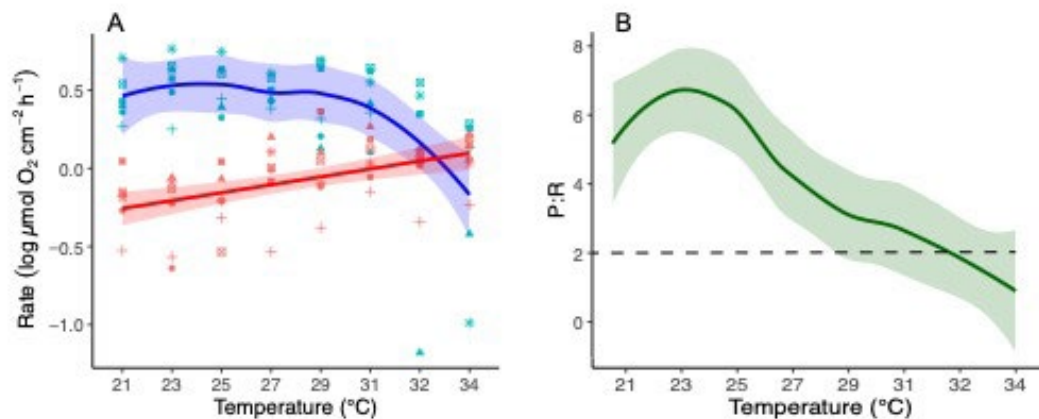 A
Rate (log μmol O₂ cm⁻² h⁻¹)
0.5
0.0
−0.5
−1.0
21 23 25 27 29 31 32 34
Temperature (°C)
B
P:R
8
6
4
2
0
21 23 25 27 29 31 32 34
Temperature (°C)